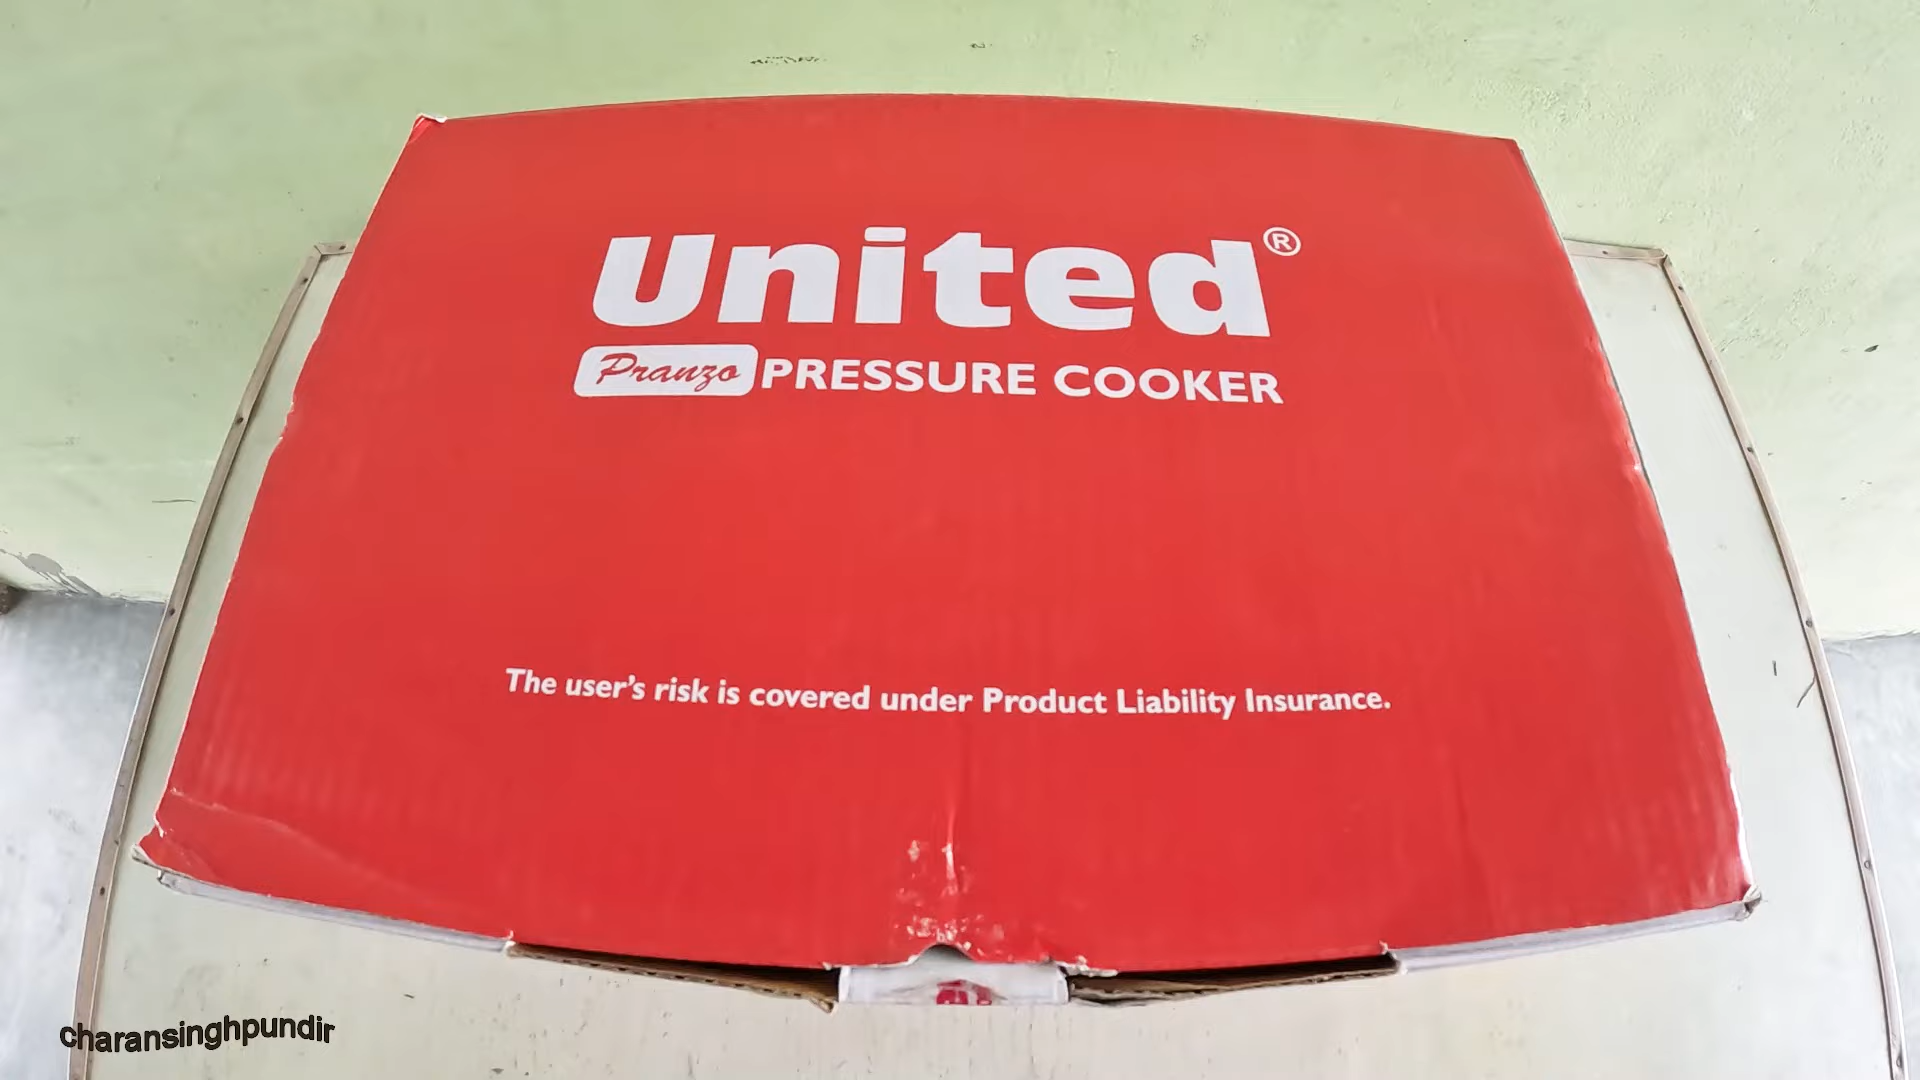 United®
Pranzo PRESSURE COOKER
The user's risk is covered under Product Liability Insurance.
charansinghpundir